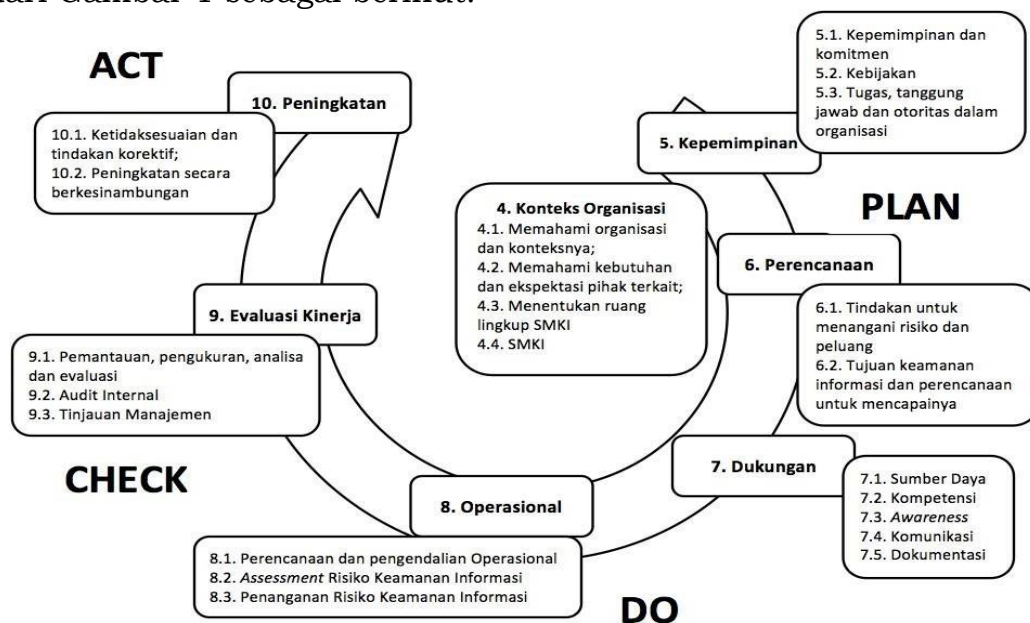 dari Gambar 1 sebagai berikut:
ACT
10. Peningkatan
10.1. Ketidaksesuaian dan
tindakan korektif;
10.2. Peningkatan secara
berkesinambungan
5.1. Kepemimpinan dan
komitmen
5.2. Kebijakan
5.3. Tugas, tanggung
jawab dan otoritas dalam
organisasi
5. Kepemimpinan
PLAN
4. Konteks Organisasi
4.1. Memahami organisasi
dan konteksnya;
4.2. Memahami kebutuhan
dan ekspektasi pihak terkait;
4.3. Menentukan ruang
lingkup SMKI
4.4. SMKI
6. Perencanaan
6.1. Tindakan untuk
menangani risiko dan
peluang
6.2. Tujuan keamanan
informasi dan perencanaan
untuk mencapainya
9. Evaluasi Kinerja
9.1. Pemantauan, pengukuran, analisa
dan evaluasi
9.2. Audit Internal
9.3. Tinjauan Manajemen
CHECK
7. Dukungan
7.1. Sumber Daya
7.2. Kompetensi
7.3. Awareness
7.4. Komunikasi
7.5. Dokumentasi
8. Operasional
8.1. Perencanaan dan pengendalian Operasional
8.2. Assessment Risiko Keamanan Informasi
8.3. Penanganan Risiko Keamanan Informasi
DO